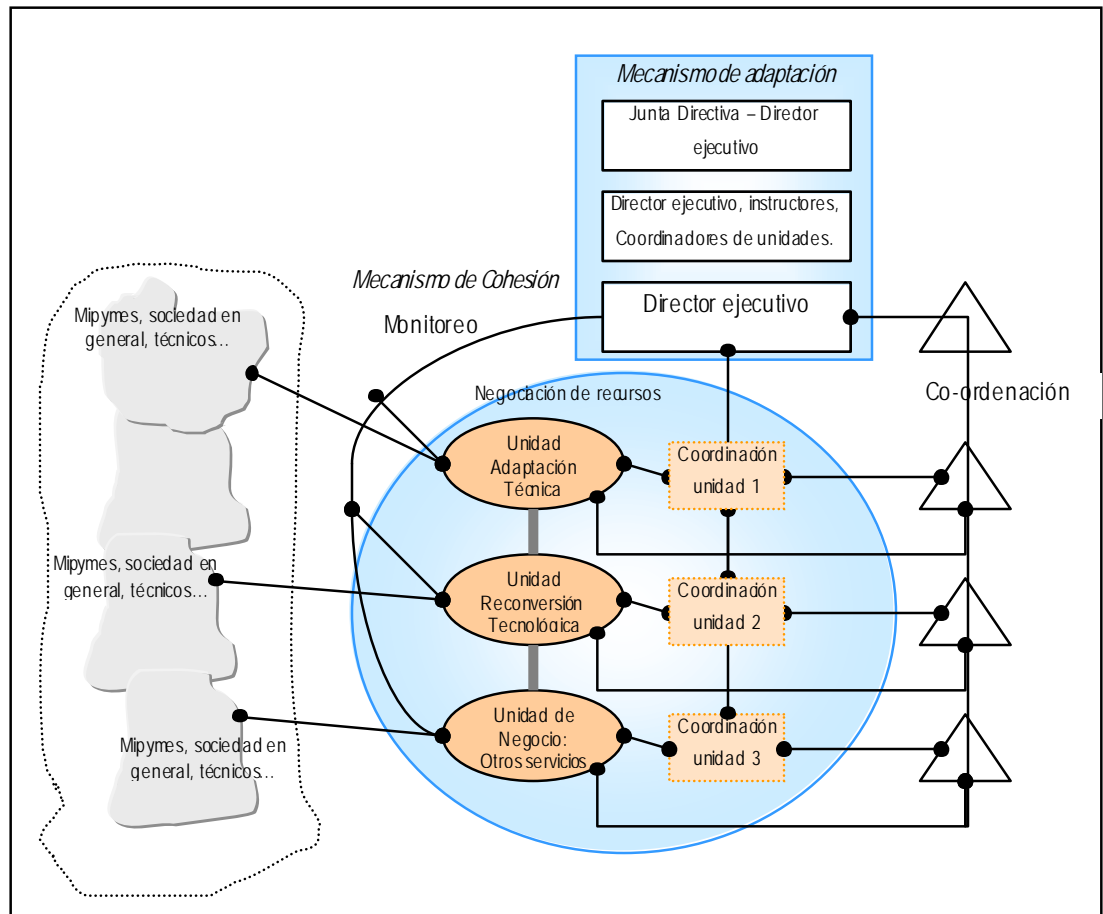 Mecanismo de adaptación
Junta Directiva – Director
ejecutivo
Director ejecutivo, instructores,
Coordinadores de unidades.
Mecanismo de Cohesión
Director ejecutivo
Monitoreo
Mipymes, sociedad en
general, técnicos...
Negociación de recursos
Co-ordenación
Unidad
Adaptación
Técnica
Coordinación
unidad 1
Mipymes, sociedad en
general, técnicos...
Unidad
Reconversión
Tecnológica
Coordinación
unidad 2
Mipymes, sociedad en
general, técnicos...
Unidad de
Negocio:
Otros servicios
Coordinación
unidad 3